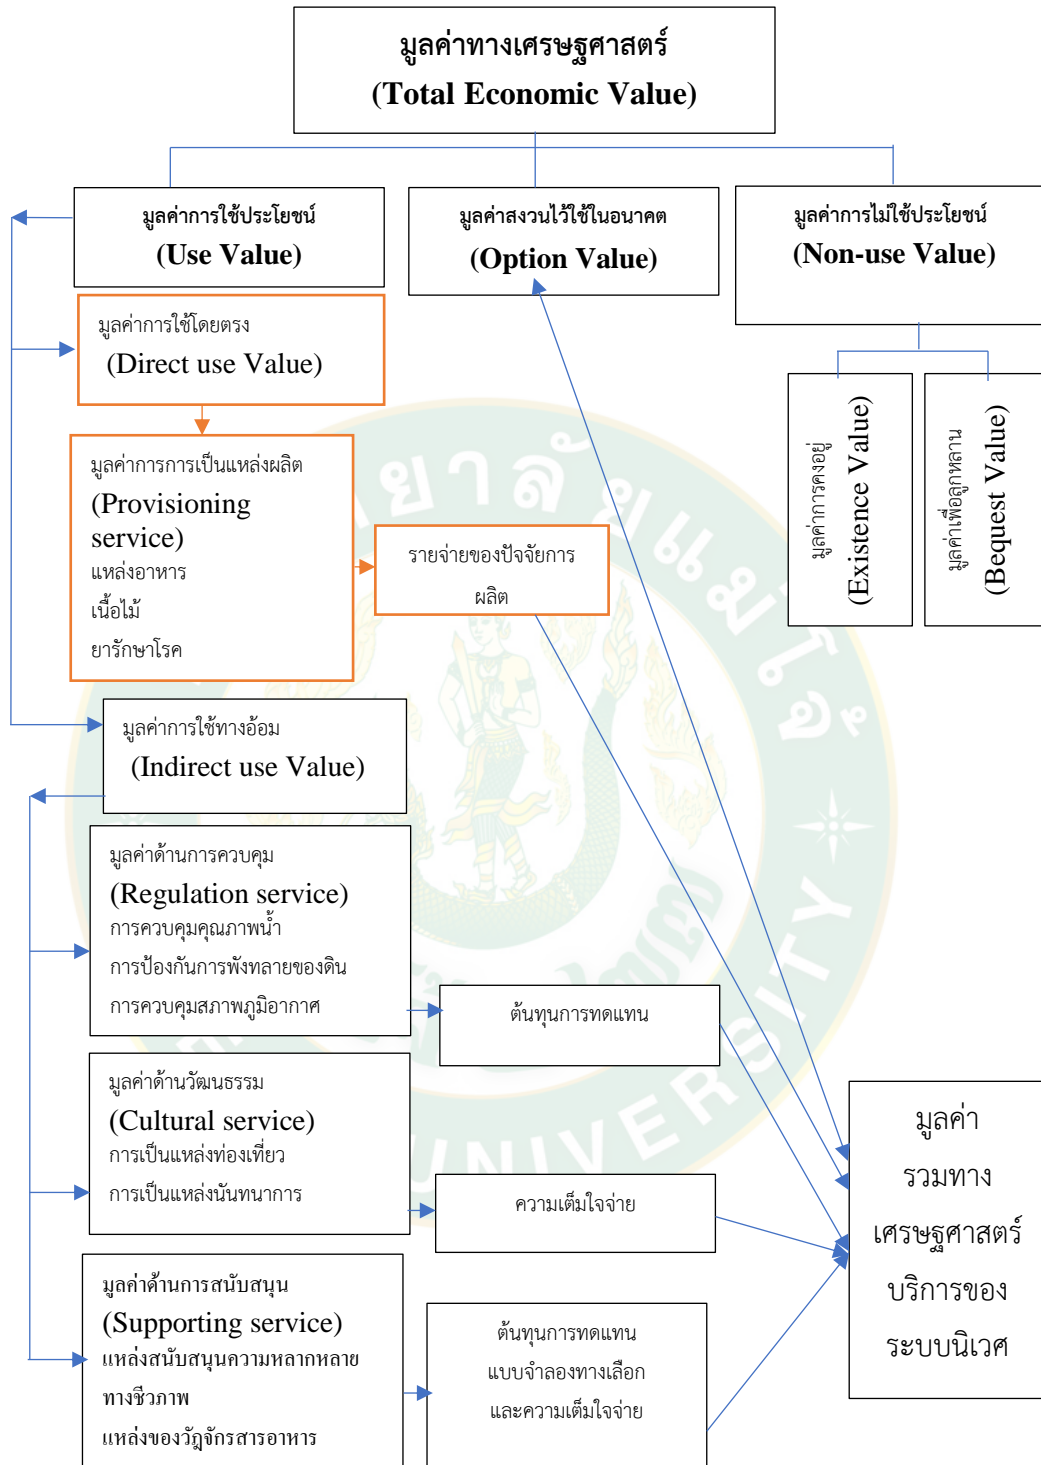 มูลค่าทางเศรษฐศาสตร์
(Total Economic Value)
มูลค่าการใช้ประโยชน์
(Use Value)
มูลค่าสงวนไว้ใช้ในอนาคต
(Option Value)
มูลค่าการไม่ใช้ประโยชน์
(Non-use Value)
มูลค่าการใช้โดยตรง
(Direct use Value)
มูลค่าการคงอยู่
(Existence Value)
มูลค่าเพื่อลูกหลาน
(Bequest Value)
มูลค่าการการเป็นแหล่งผลิต
(Provisioning
service)
แหล่งอาหาร
เนื้อไม้
ยารักษาโรค
รายจ่ายของปัจจัยการ
ผลิต
มูลค่าการใช้ทางอ้อม
(Indirect use Value)
มูลค่าด้านการควบคุม
(Regulation service)
การควบคุมคุณภาพน้ำ
การป้องกันการพังทลายของดิน
การควบคุมสภาพภูมิอากาศ
ต้นทุนการทดแทน
มูลค่าด้านวัฒนธรรม
(Cultural service)
การเป็นแหล่งท่องเที่ยว
การเป็นแหล่งนันทนาการ
ความเต็มใจจ่าย
มูลค่าด้านการสนับสนุน
(Supporting service)
แหล่งสนับสนุนความหลากหลาย
ทางชีวภาพ
แหล่งของวัฎจักรสารอาหาร
ต้นทุนการทดแทน
แบบจำลองทางเลือก
และความเต็มใจจ่าย
มูลค่า
รวมทาง
เศรษฐศาสตร์
บริการของ
ระบบนิเวศ
UNIVERSITY